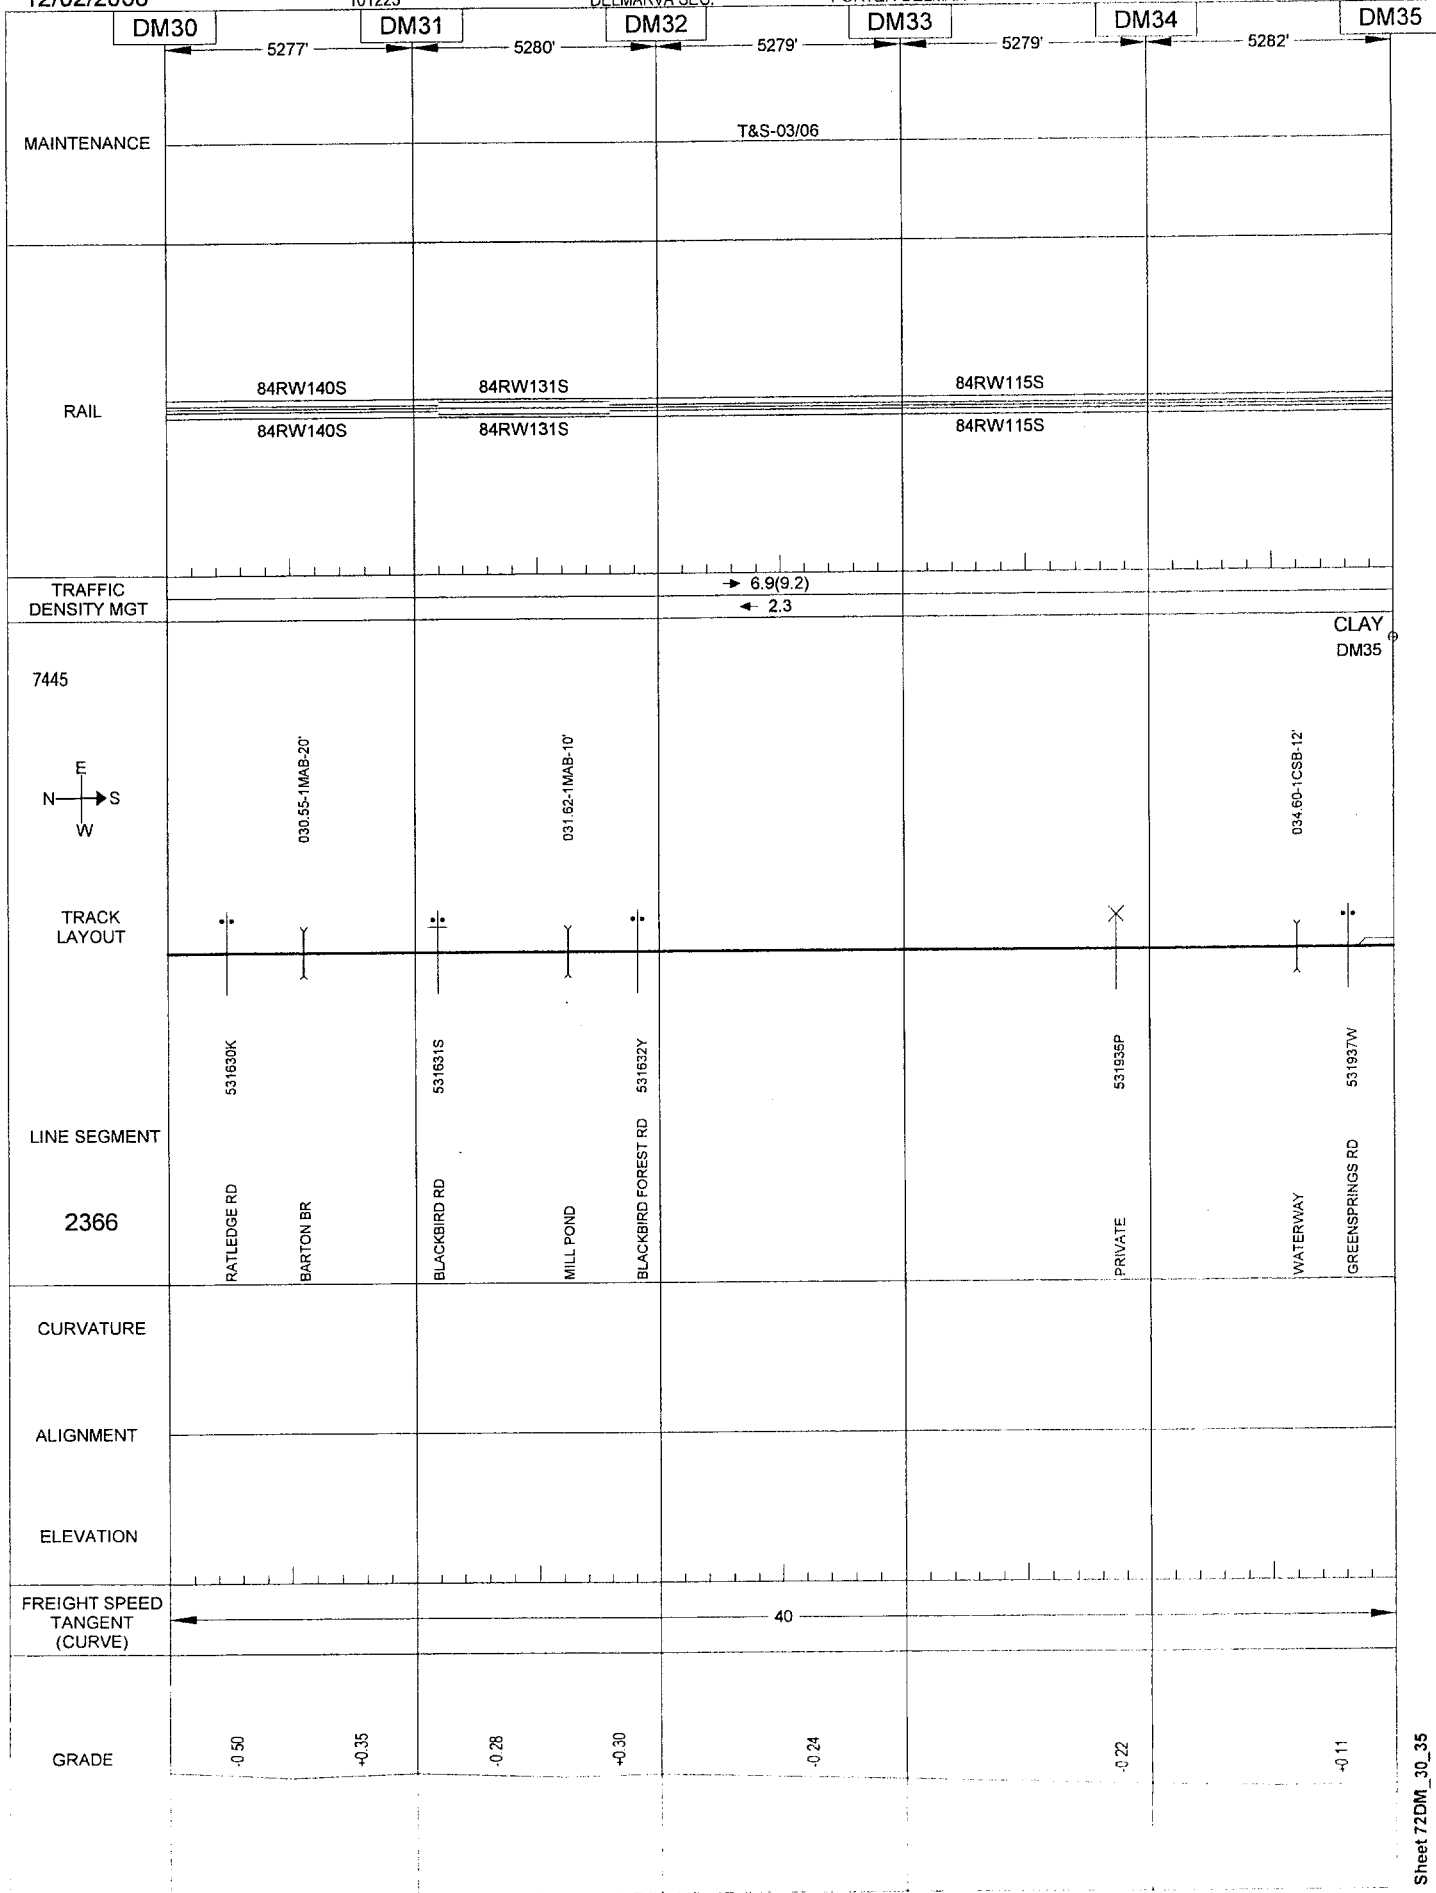 DM30 DM31 DM32 DM33 DM34 DM35
5277' 5280' 5279' 5279' 5282'
MAINTENANCE
T&S-03/06
84RW140S 84RW131S 84RW115S
RAIL
84RW140S 84RW131S 84RW115S
TRAFFIC
DENSITY MGT
6.9(9.2)
2.3
CLAY
DM35
7445
E
N S
W
030.55-1MAB-20'
031.62-1MAB-10'
034.60-1CSB-12'
TRACK
LAYOUT
531630K
531631S
531632Y
531935P
531937W
LINE SEGMENT
2366
RATLEDGE RD
BARTON BR
BLACKBIRD RD
MILL POND
BLACKBIRD FOREST RD
PRIVATE
WATERWAY
GREENSPRINGS RD
CURVATURE
ALIGNMENT
ELEVATION
FREIGHT SPEED
TANGENT
(CURVE)
40
GRADE
-0.50
+0.35
-0.28
+0.30
-0.24
-0.22
+0.11
Sheet 72DM_30_35